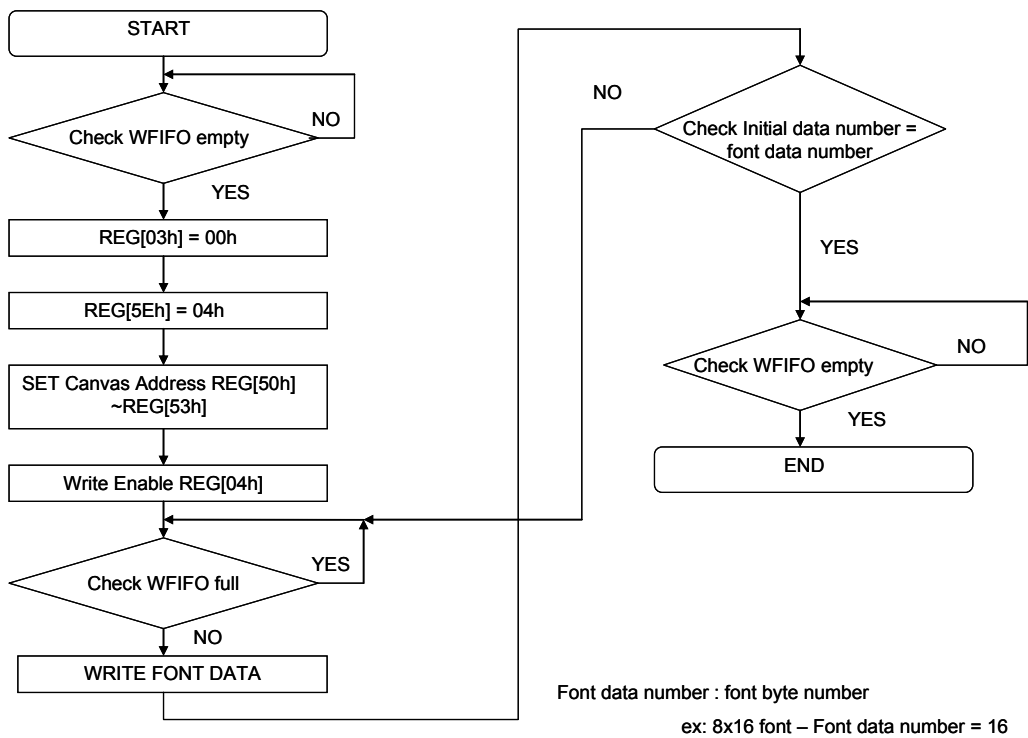 START
NO
Check WFIFO empty
YES
REG[03h] = 00h
REG[5Eh] = 04h
SET Canvas Address REG[50h]
~REG[53h]
Write Enable REG[04h]
YES
Check WFIFO full
NO
WRITE FONT DATA
NO
Check Initial data number =
font data number
YES
NO
Check WFIFO empty
YES
END
Font data number : font byte number
ex: 8x16 font – Font data number = 16